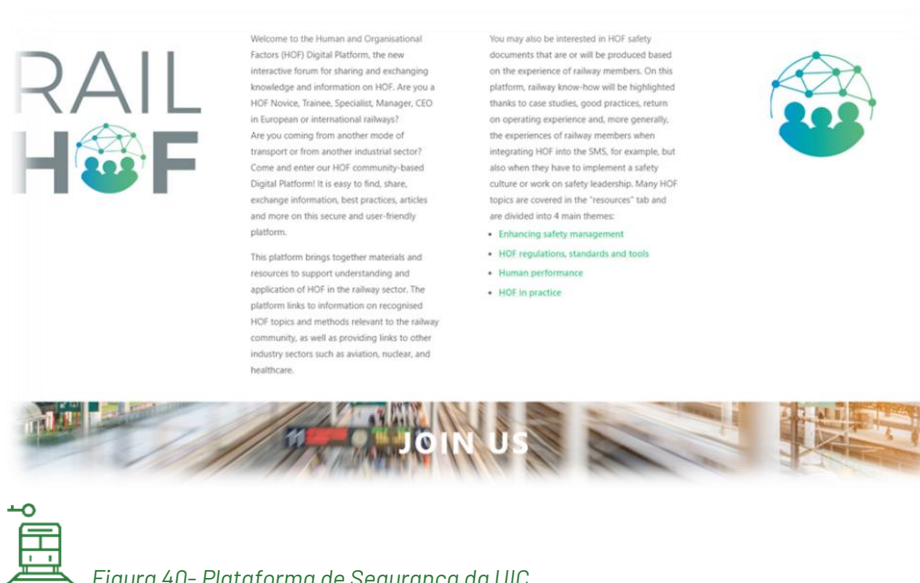 RAIL
HOF
Welcome to the Human and Organisational
Factors (HOF) Digital Platform, the new
interactive forum for sharing and exchanging
knowledge and information on HOF. Are you a
HOF Novice, Trainee, Specialist, Manager, CEO
in European or international railways?
Are you coming from another mode of
transport or from another industrial sector?
Come and enter our HOF community-based
Digital Platform! It is easy to find, share,
exchange information, best practices, articles
and more on this secure and user-friendly
platform.
This platform brings together materials and
resources to support understanding and
application of HOF in the railway sector. The
platform links to information on recognised
HOF topics and methods relevant to the railway
community, as well as providing links to other
industry sectors such as aviation, nuclear, and
healthcare.
You may also be interested in HOF safety
documents that are or will be produced based
on the experience of railway members. On this
platform, railway know-how will be highlighted
thanks to case studies, good practices, return
on operating experience and, more generally,
the experiences of railway members when
integrating HOF into the SMS, for example, but
also when they have to implement a safety
culture or work on safety leadership. Many HOF
topics are covered in the "resources" tab and
are divided into 4 main themes:
• Enhancing safety management
• HOF regulations, standards and tools
• Human performance
• HOF in practice
JOIN US
Figura 40- Plataforma de Segurança da UIC